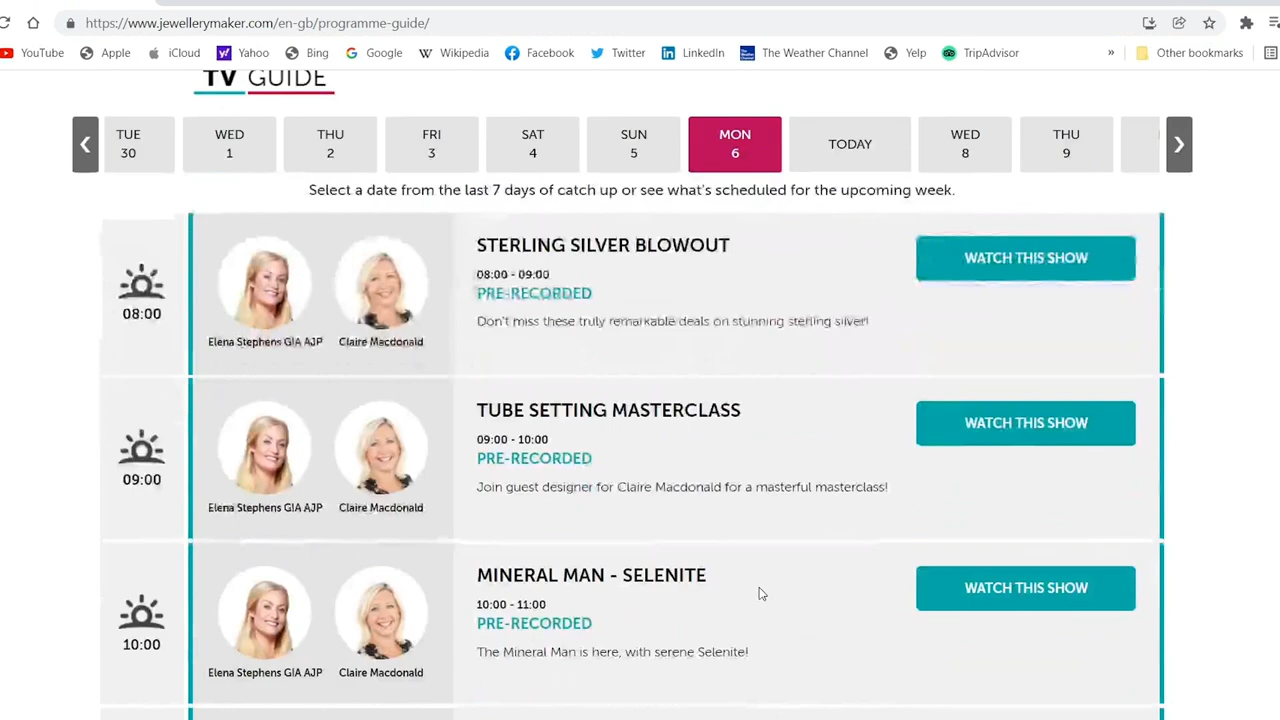 https://www.jewellerymaker.com/en-gb/programme-guide/
YouTube Apple iCloud Yahoo Bing Google Wikipedia Facebook Twitter LinkedIn The Weather Channel Yelp TripAdvisor » Other bookmarks
TV GUIDE
TUE 30
WED 1
THU 2
FRI 3
SAT 4
SUN 5
MON 6
TODAY
WED 8
THU 9
Select a date from the last 7 days of catch up or see what's scheduled for the upcoming week.
08:00
Elena Stephens GIA AJP
Claire Macdonald
STERLING SILVER BLOWOUT
08:00 - 09:00
PRE-RECORDED
Don't miss these truly remarkable deals on stunning sterling silver!
WATCH THIS SHOW
09:00
Elena Stephens GIA AJP
Claire Macdonald
TUBE SETTING MASTERCLASS
09:00 - 10:00
PRE-RECORDED
Join guest designer for Claire Macdonald for a masterful masterclass!
WATCH THIS SHOW
10:00
Elena Stephens GIA AJP
Claire Macdonald
MINERAL MAN - SELENITE
10:00 - 11:00
PRE-RECORDED
The Mineral Man is here, with serene Selenite!
WATCH THIS SHOW